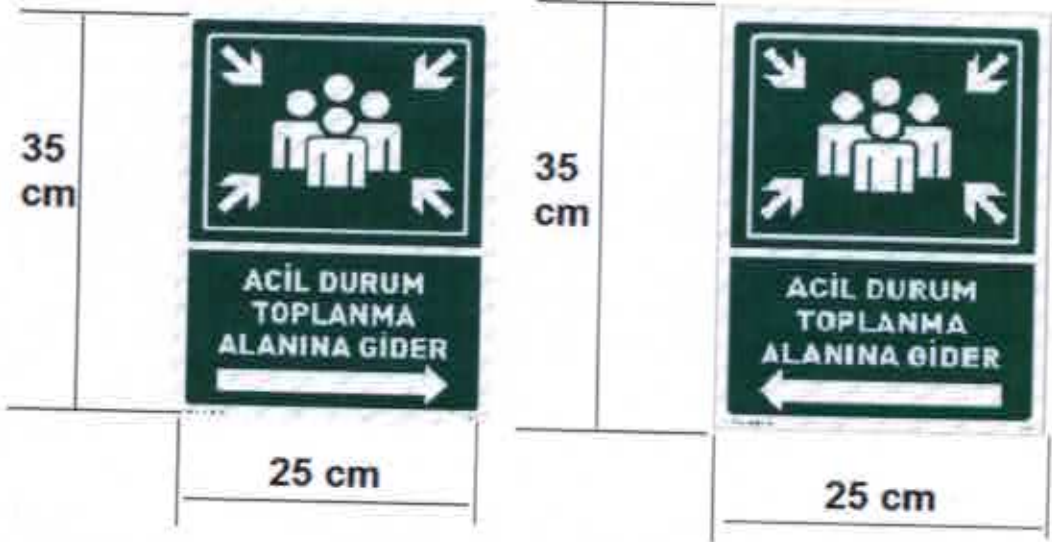 35
cm
ACİL DURUM
TOPLANMA
ALANINA GİDER
25 cm
35
cm
ACİL DURUM
TOPLANMA
ALANINA GİDER
25 cm